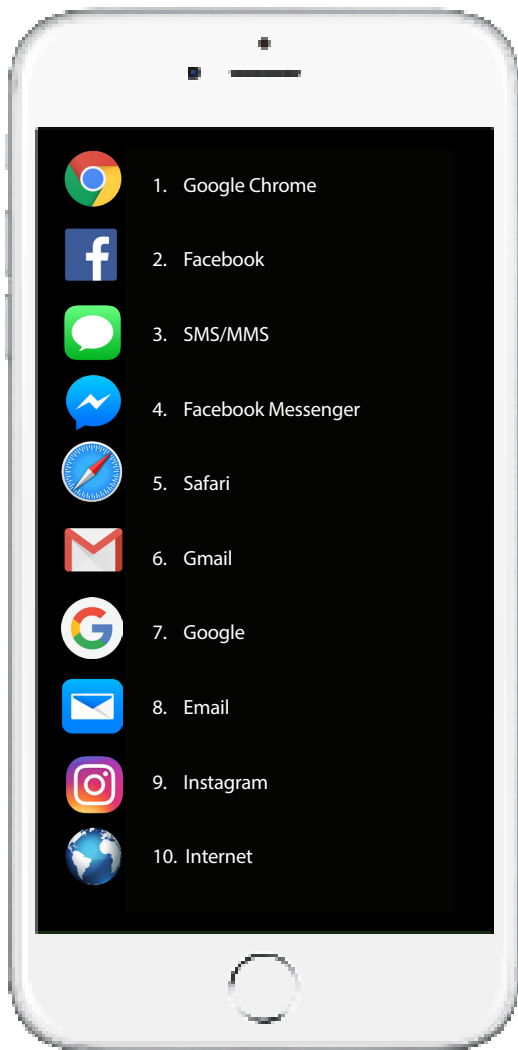 1. Google Chrome
2. Facebook
3. SMS/MMS
4. Facebook Messenger
5. Safari
6. Gmail
7. Google
8. Email
9. Instagram
10. Internet